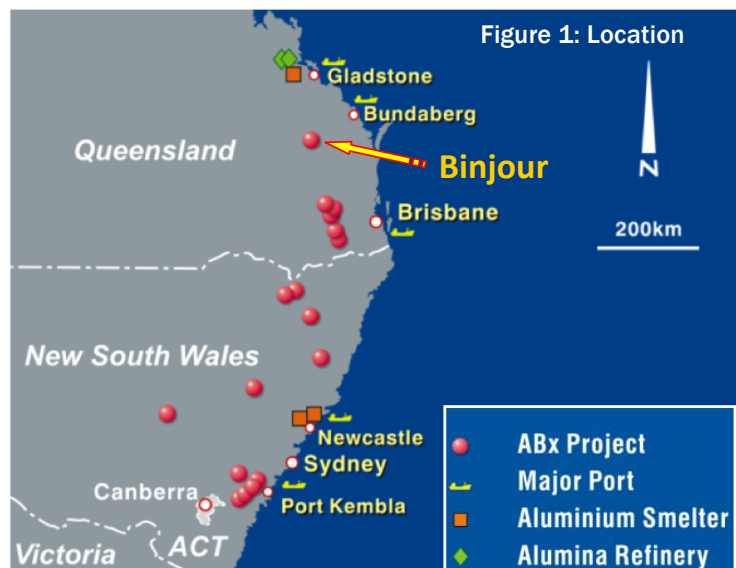 Figure 1: Location
Gladstone
Bundaberg
Queensland
Binjour
N
Brisbane
200km
New South Wales
Newcastle
Sydney
Canberra
Port Kembla
ACT
Victoria
ABx Project
Major Port
Aluminium Smelter
Alumina Refinery